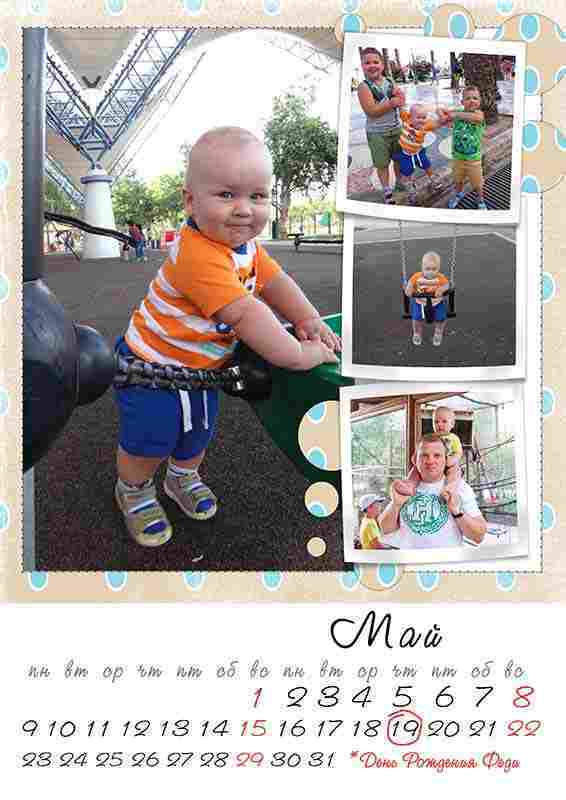 Май
пн вт ср чт пт сб вс пн вт ср чт пт сб вс
1 2 3 4 5 6 7 8
9 10 11 12 13 14 15 16 17 18 19 20 21 22
23 24 25 26 27 28 29 30 31 *День Рожденья Феди